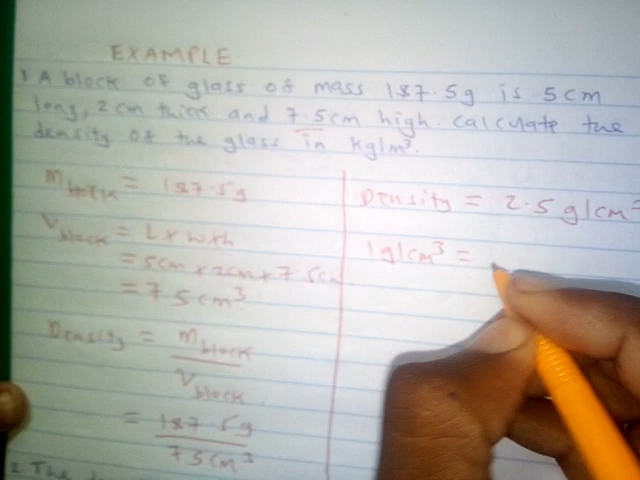 EXAMPLE
1 A block of glass of mass 187.5g is 5cm
long, 2cm thick and 7.5cm high. Calculate the
density of the glass in kg/m³.
m block = 187.5g
V block = L x w x h
= 5cm x 2cm x 7.5cm
= 75cm³
Density = m block
V block
= 187.5g
75cm³
2. The
Density = 2.5 g/cm³
1g/cm³ =